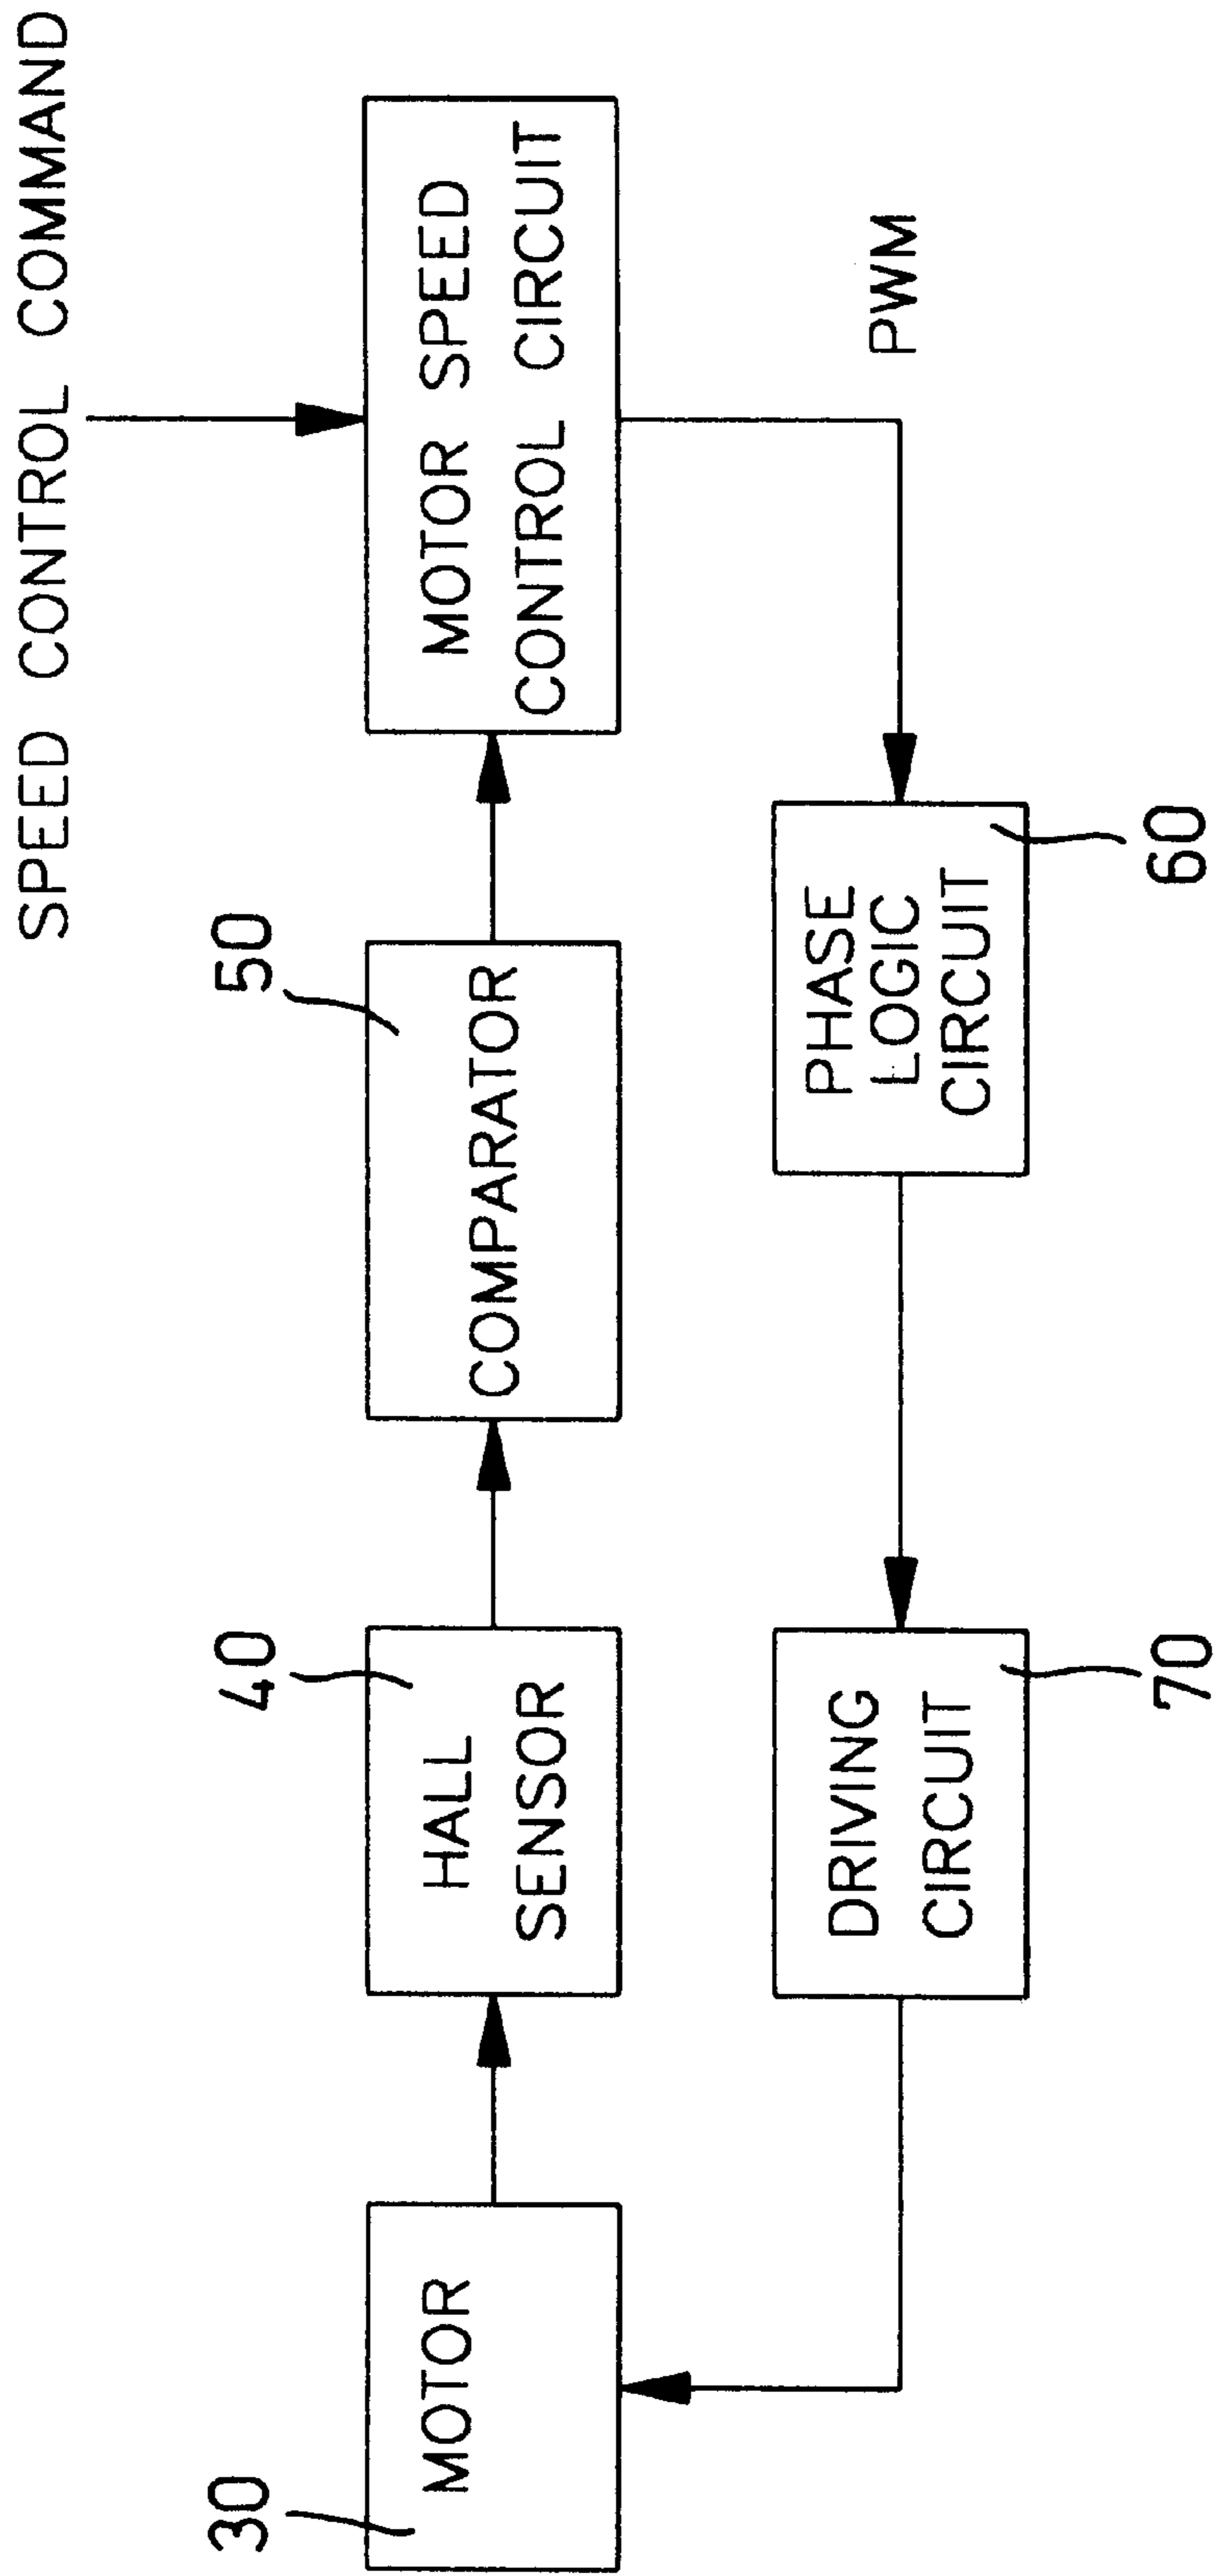 SPEED CONTROL COMMAND
30
40
50
MOTOR
HALL
SENSOR
COMPARATOR
MOTOR SPEED
CONTROL CIRCUIT
PWM
DRIVING
CIRCUIT
PHASE
LOGIC
CIRCUIT
70
60